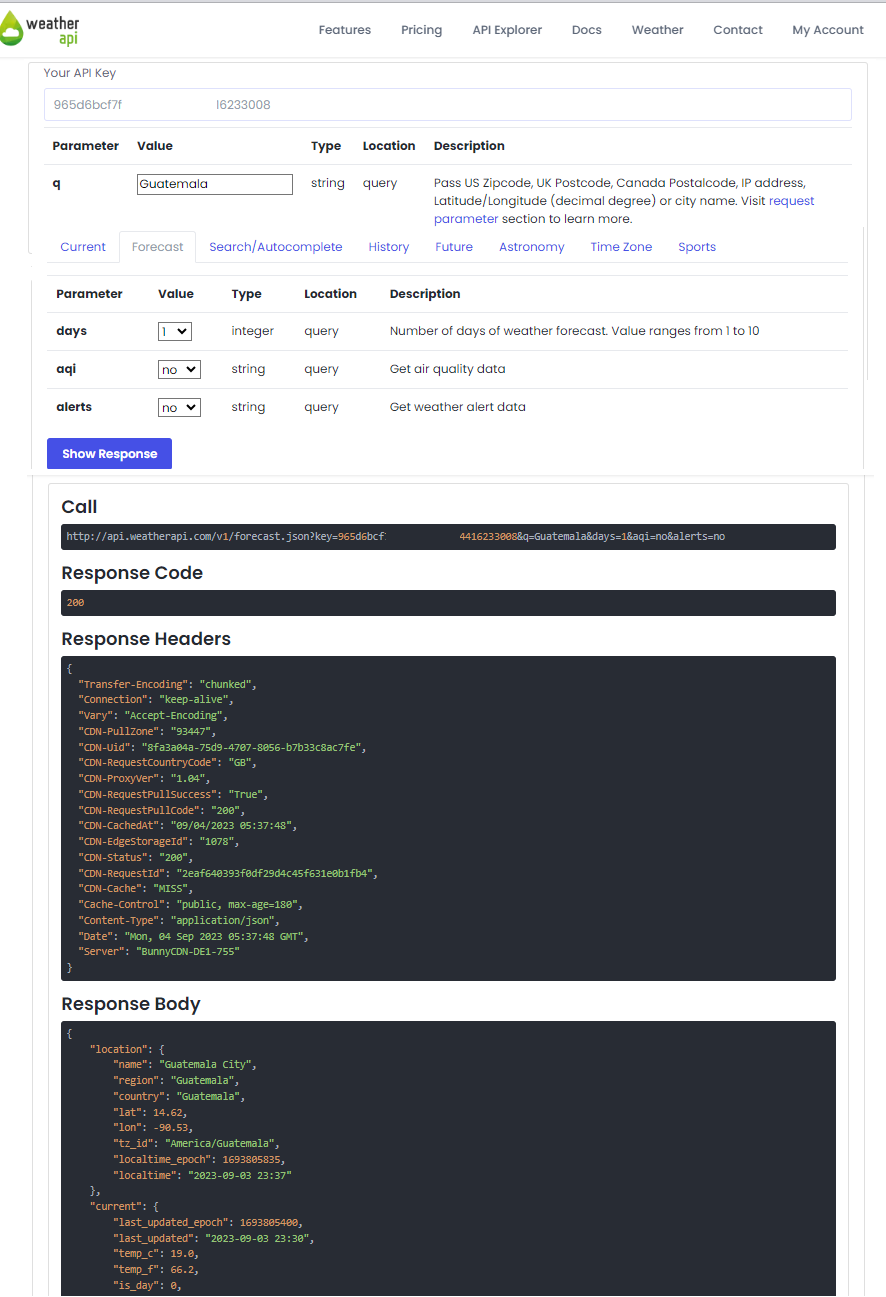 weather
api
Features Pricing API Explorer Docs Weather Contact My Account
Your API Key
965d6bcf7f l6233008
Parameter Value Type Location Description
q Guatemala string query Pass US Zipcode, UK Postcode, Canada Postalcode, IP address,
Latitude/Longitude (decimal degree) or city name. Visit request
parameter section to learn more.
Current Forecast Search/Autocomplete History Future Astronomy Time Zone Sports
Parameter Value Type Location Description
days 1 integer query Number of days of weather forecast. Value ranges from 1 to 10
aqi no string query Get air quality data
alerts no string query Get weather alert data
Show Response
Call
http://api.weatherapi.com/v1/forecast.json?key=965d6bcf 4416233008&q=Guatemala&days=1&aqi=no&alerts=no
Response Code
200
Response Headers
{
"Transfer-Encoding": "chunked",
"Connection": "keep-alive",
"Vary": "Accept-Encoding",
"CDN-PullZone": "93447",
"CDN-Uid": "8fa3a04a-75d9-4707-8056-b7b33c8ac7fe",
"CDN-RequestCountryCode": "GB",
"CDN-ProxyVer": "1.04",
"CDN-RequestPullSuccess": "True",
"CDN-RequestPullCode": "200",
"CDN-CachedAt": "09/04/2023 05:37:48",
"CDN-EdgeStorageId": "1078",
"CDN-Status": "200",
"CDN-RequestId": "2eaf640393f0df29d4c45f631e0b1fb4",
"CDN-Cache": "MISS",
"Cache-Control": "public, max-age=180",
"Content-Type": "application/json",
"Date": "Mon, 04 Sep 2023 05:37:48 GMT",
"Server": "BunnyCDN-DE1-755"
}
Response Body
{
"location": {
"name": "Guatemala City",
"region": "Guatemala",
"country": "Guatemala",
"lat": 14.62,
"lon": -90.53,
"tz_id": "America/Guatemala",
"localtime_epoch": 1693805835,
"localtime": "2023-09-03 23:37"
},
"current": {
"last_updated_epoch": 1693805400,
"last_updated": "2023-09-03 23:30",
"temp_c": 19.0,
"temp_f": 66.2,
"is_day": 0,